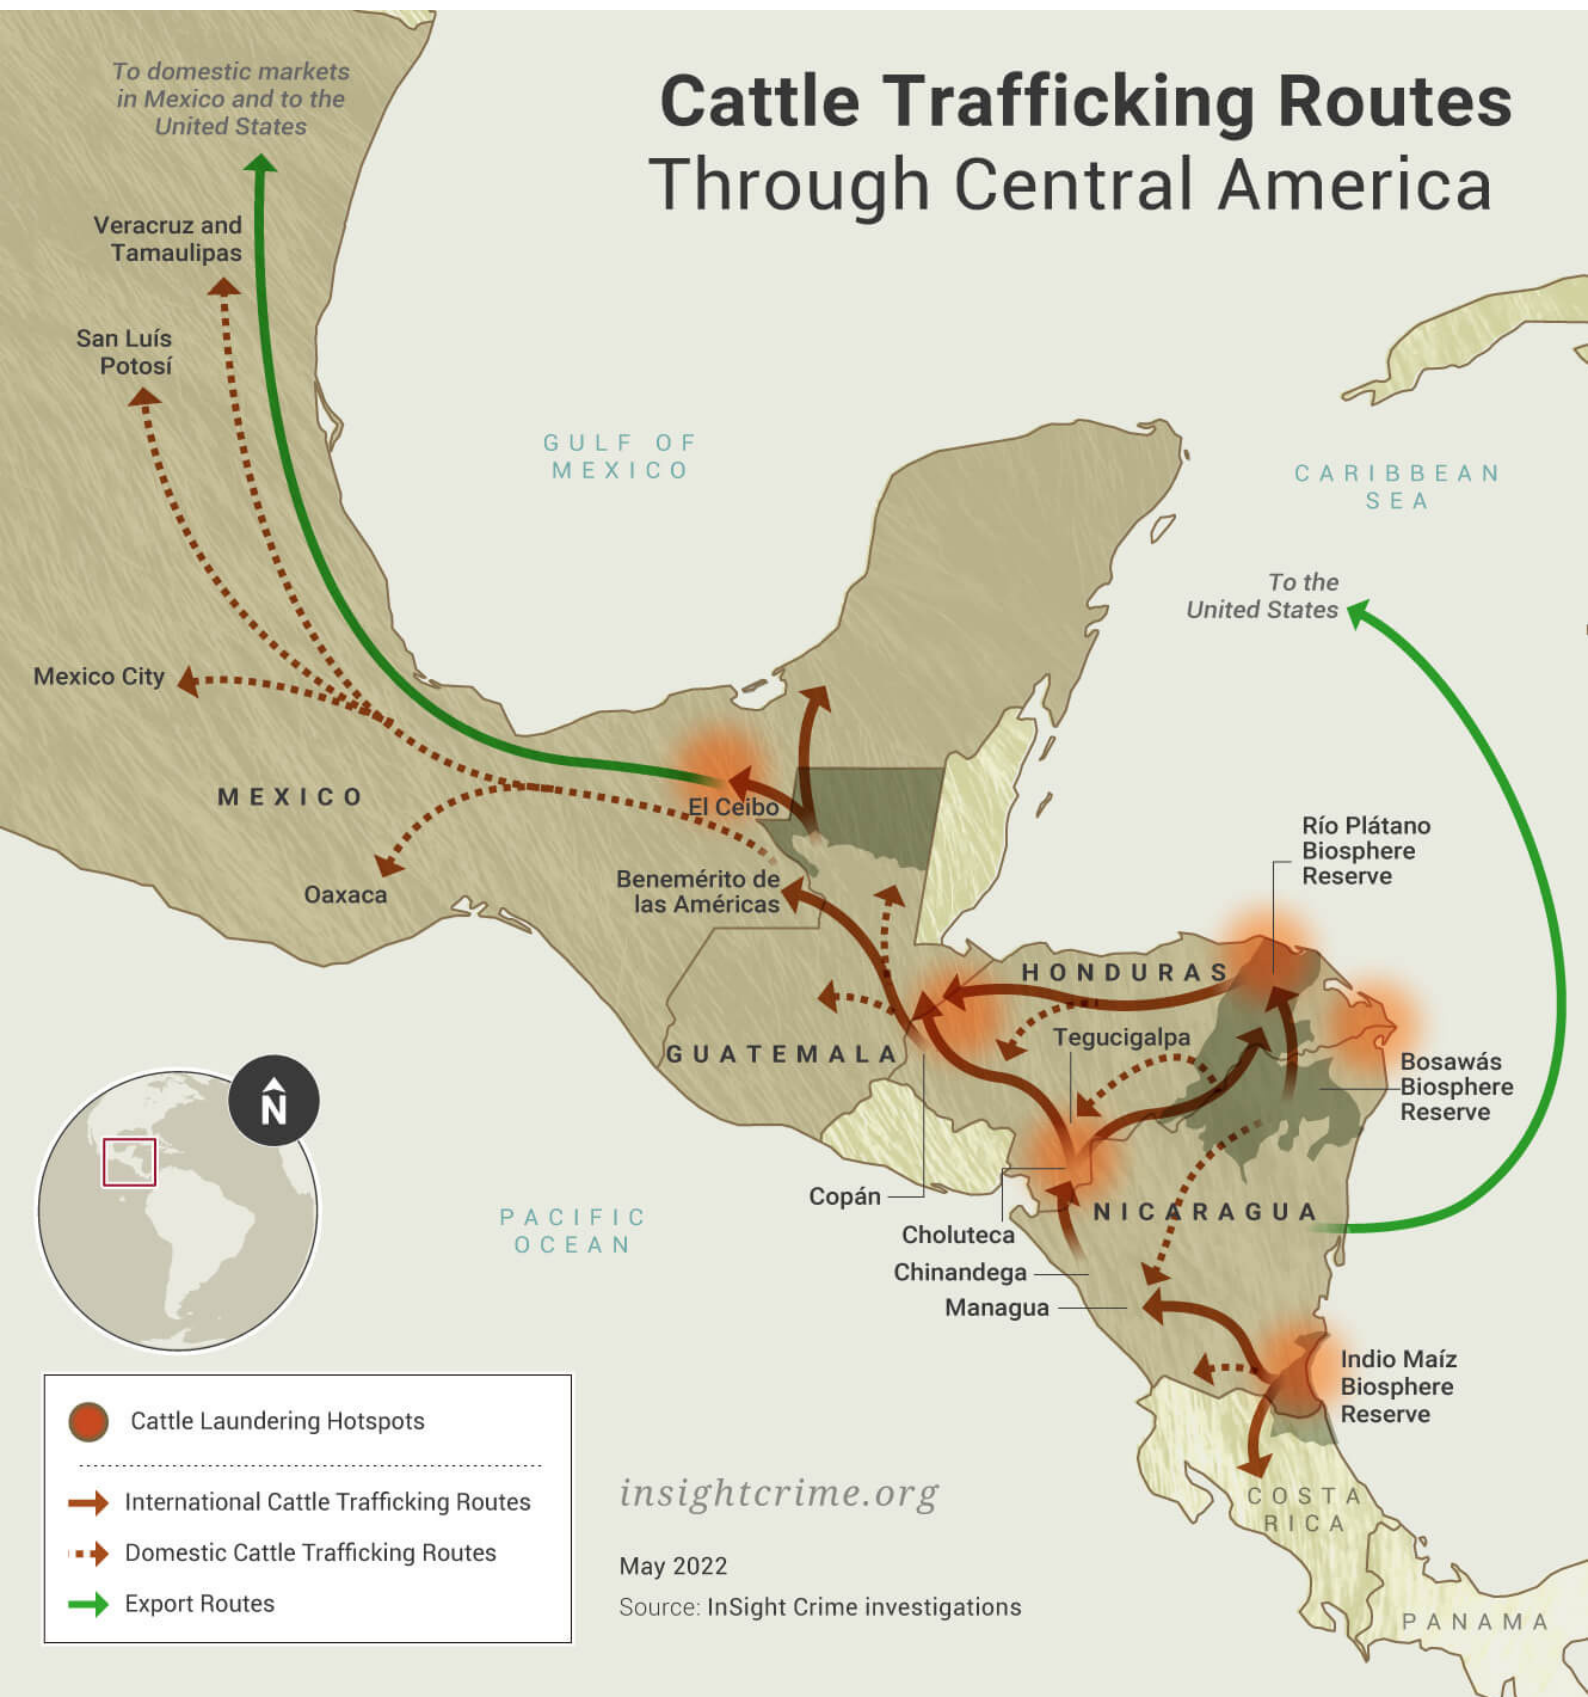 Cattle Trafficking Routes
Through Central America
To domestic markets
in Mexico and to the
United States
Veracruz and
Tamaulipas
San Luís
Potosí
GULF OF
MEXICO
CARIBBEAN
SEA
To the
United States
Mexico City
MEXICO
El Ceibo
Oaxaca
Benemérito de
las Américas
Río Plátano
Biosphere
Reserve
HONDURAS
Tegucigalpa
GUATEMALA
Bosawás
Biosphere
Reserve
N
PACIFIC
OCEAN
Copán
NICARAGUA
Choluteca
Chinandega
Managua
Indio Maíz
Biosphere
Reserve
COSTA
RICA
PANAMA
Cattle Laundering Hotspots
International Cattle Trafficking Routes
Domestic Cattle Trafficking Routes
Export Routes
insightcrime.org
May 2022
Source: InSight Crime investigations